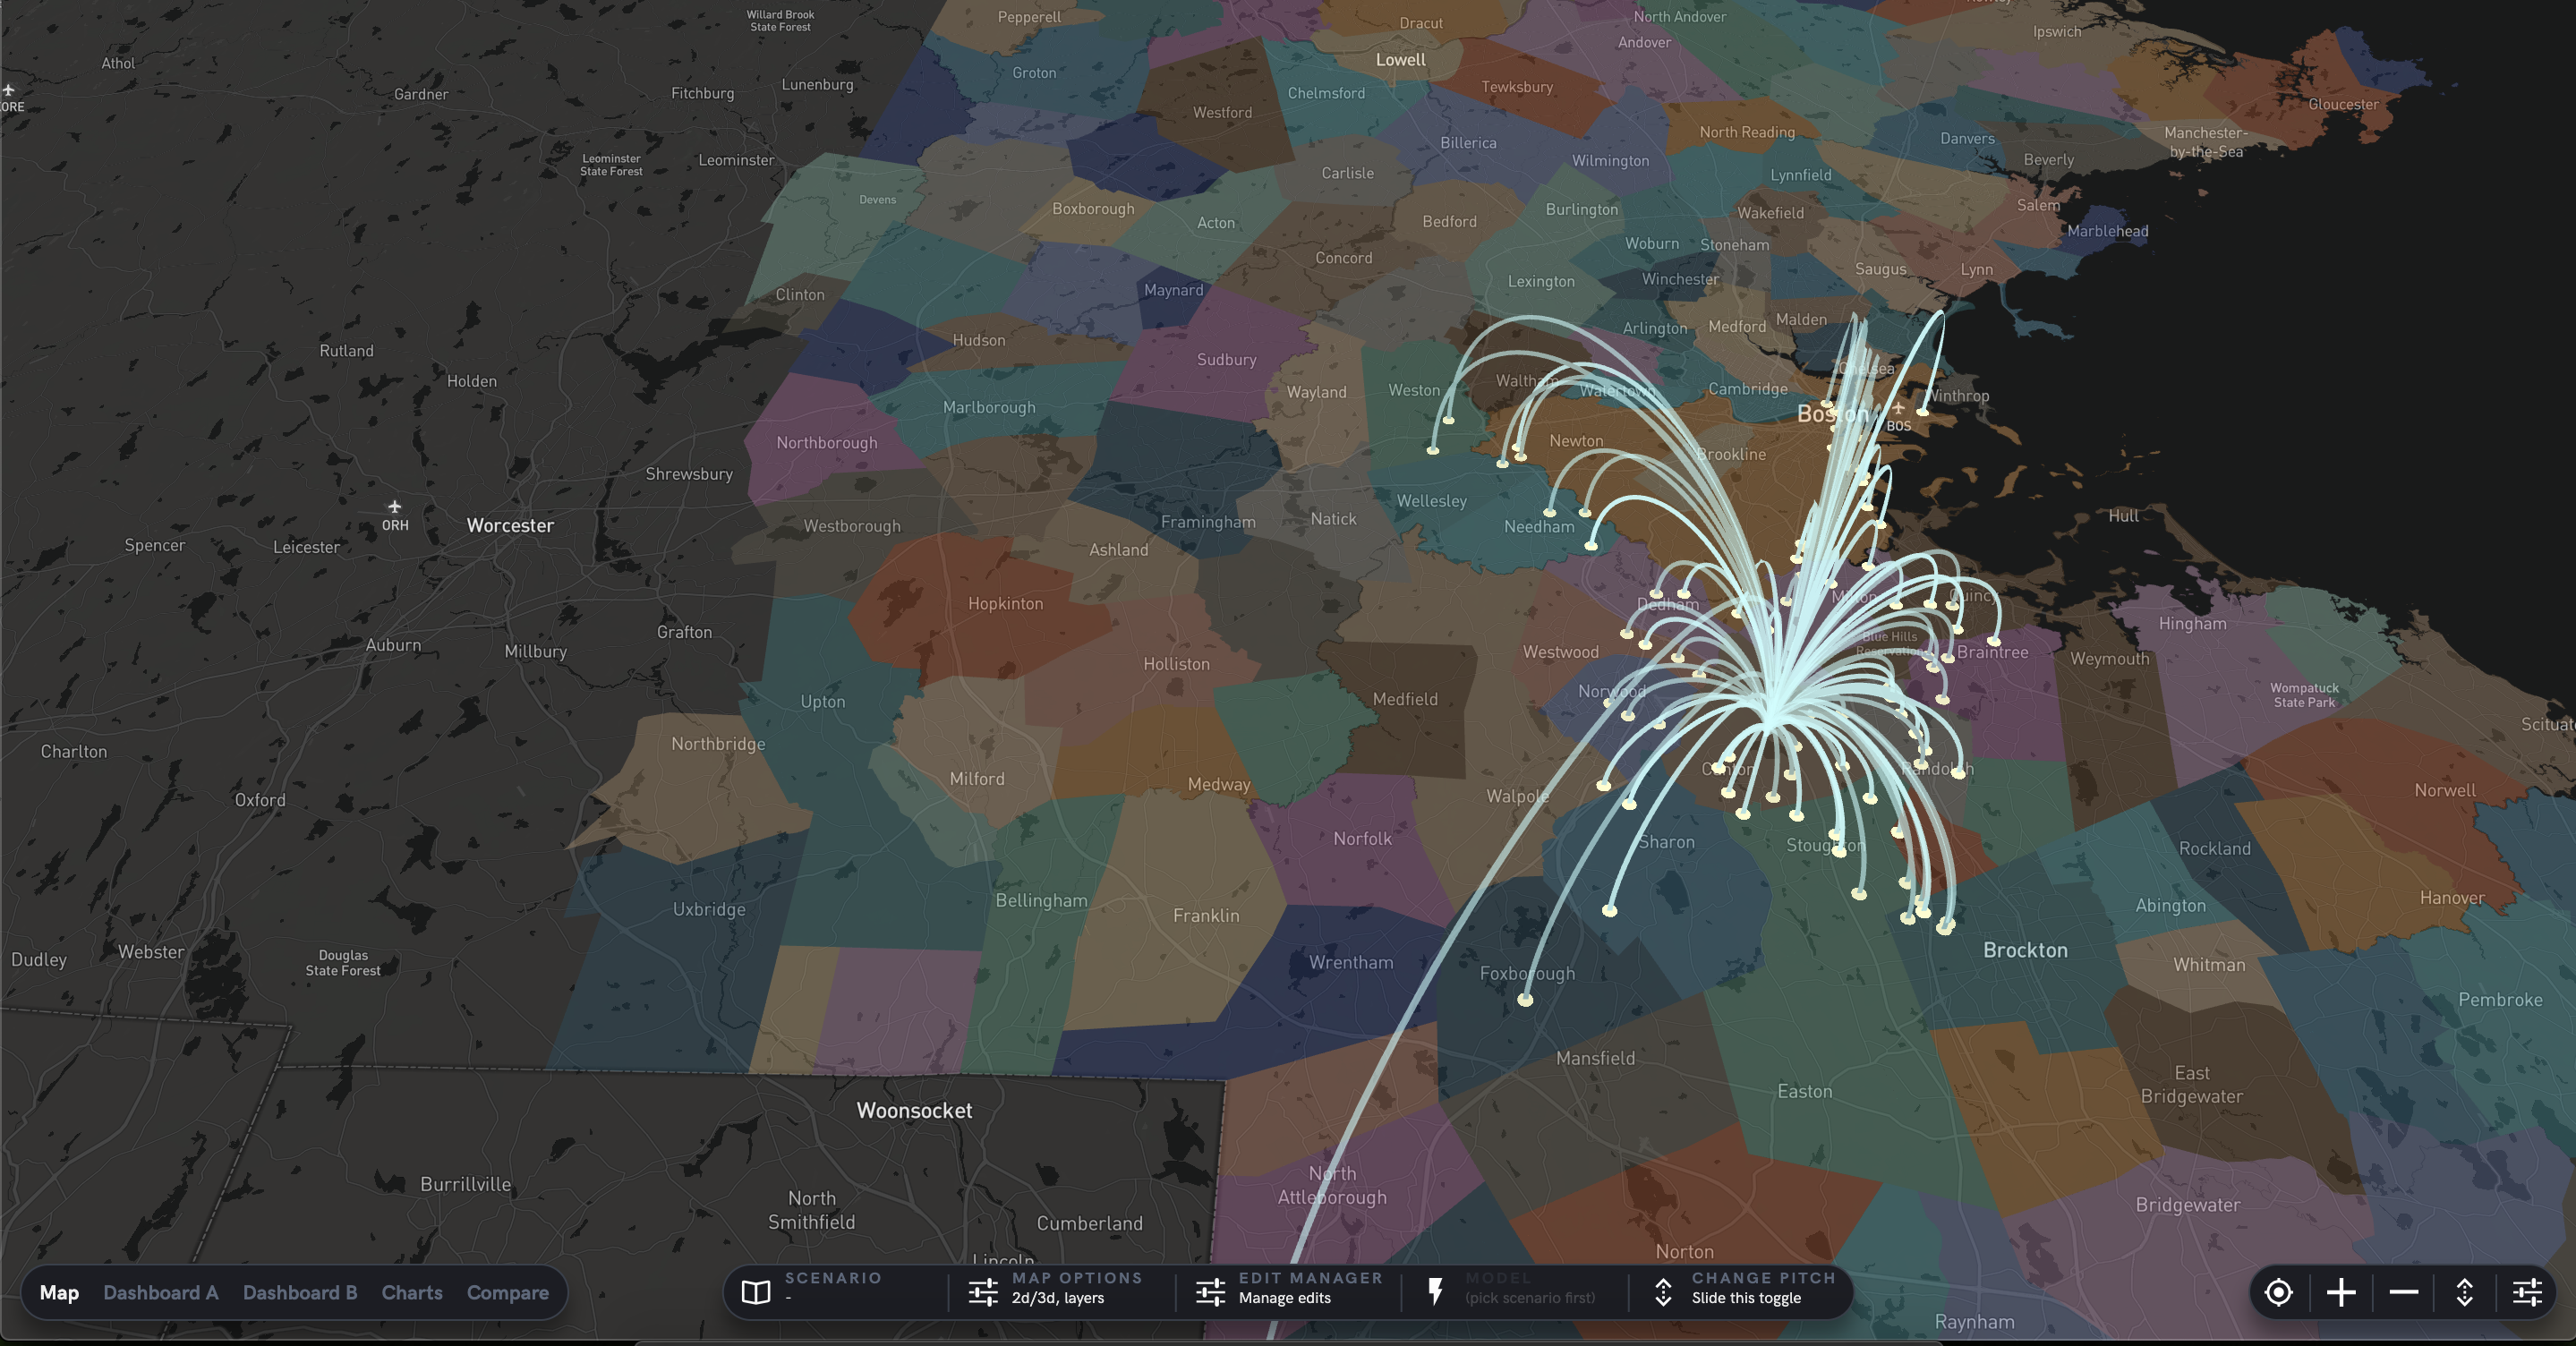 Willard Brook
State Forest
Pepperell
Dracut
North Andover
Ipswich
Athol
Lowell
Andover
Groton
Gardner
Fitchburg
Lunenburg
Chelmsford
Tewksbury
Gloucester
ORE
Westford
North Reading
Manchester-
by-the-Sea
Billerica
Danvers
Leominster
State Forest
Leominster
Wilmington
Beverly
Carlisle
Lynnfield
Devens
Boxborough
Acton
Bedford
Burlington
Wakefield
Salem
Marblehead
Concord
Woburn
Stoneham
Clinton
Maynard
Lexington
Winchester
Saugus
Lynn
Hudson
Arlington
Medford
Malden
Rutland
Holden
Sudbury
Wayland
Weston
Waltham
Watertown
Cambridge
Chelsea
Winthrop
Marlborough
Boston
BOS
Northborough
Newton
Brookline
Shrewsbury
Wellesley
ORH
Worcester
Westborough
Framingham
Natick
Needham
Hull
Spencer
Leicester
Ashland
Hopkinton
Dedham
Milton
Quincy
Hingham
Auburn
Millbury
Grafton
Holliston
Westwood
Blue Hills
Reservation
Braintree
Weymouth
Upton
Medfield
Norwood
Wompatuck
State Park
Scituat
Charlton
Northbridge
Milford
Medway
Walpole
Canton
Randolph
Norwell
Oxford
Norfolk
Sharon
Stoughton
Rockland
Uxbridge
Bellingham
Franklin
Abington
Hanover
Dudley
Webster
Douglas
State Forest
Wrentham
Foxborough
Brockton
Whitman
Pembroke
Mansfield
Easton
East
Bridgewater
Woonsocket
Burrillville
North
Smithfield
Cumberland
North
Attleborough
Bridgewater
Lincoln
Norton
Raynham
Map Dashboard A Dashboard B Charts Compare
SCENARIO
-
MAP OPTIONS
2d/3d, layers
EDIT MANAGER
Manage edits
MODEL
(pick scenario first)
CHANGE PITCH
Slide this toggle